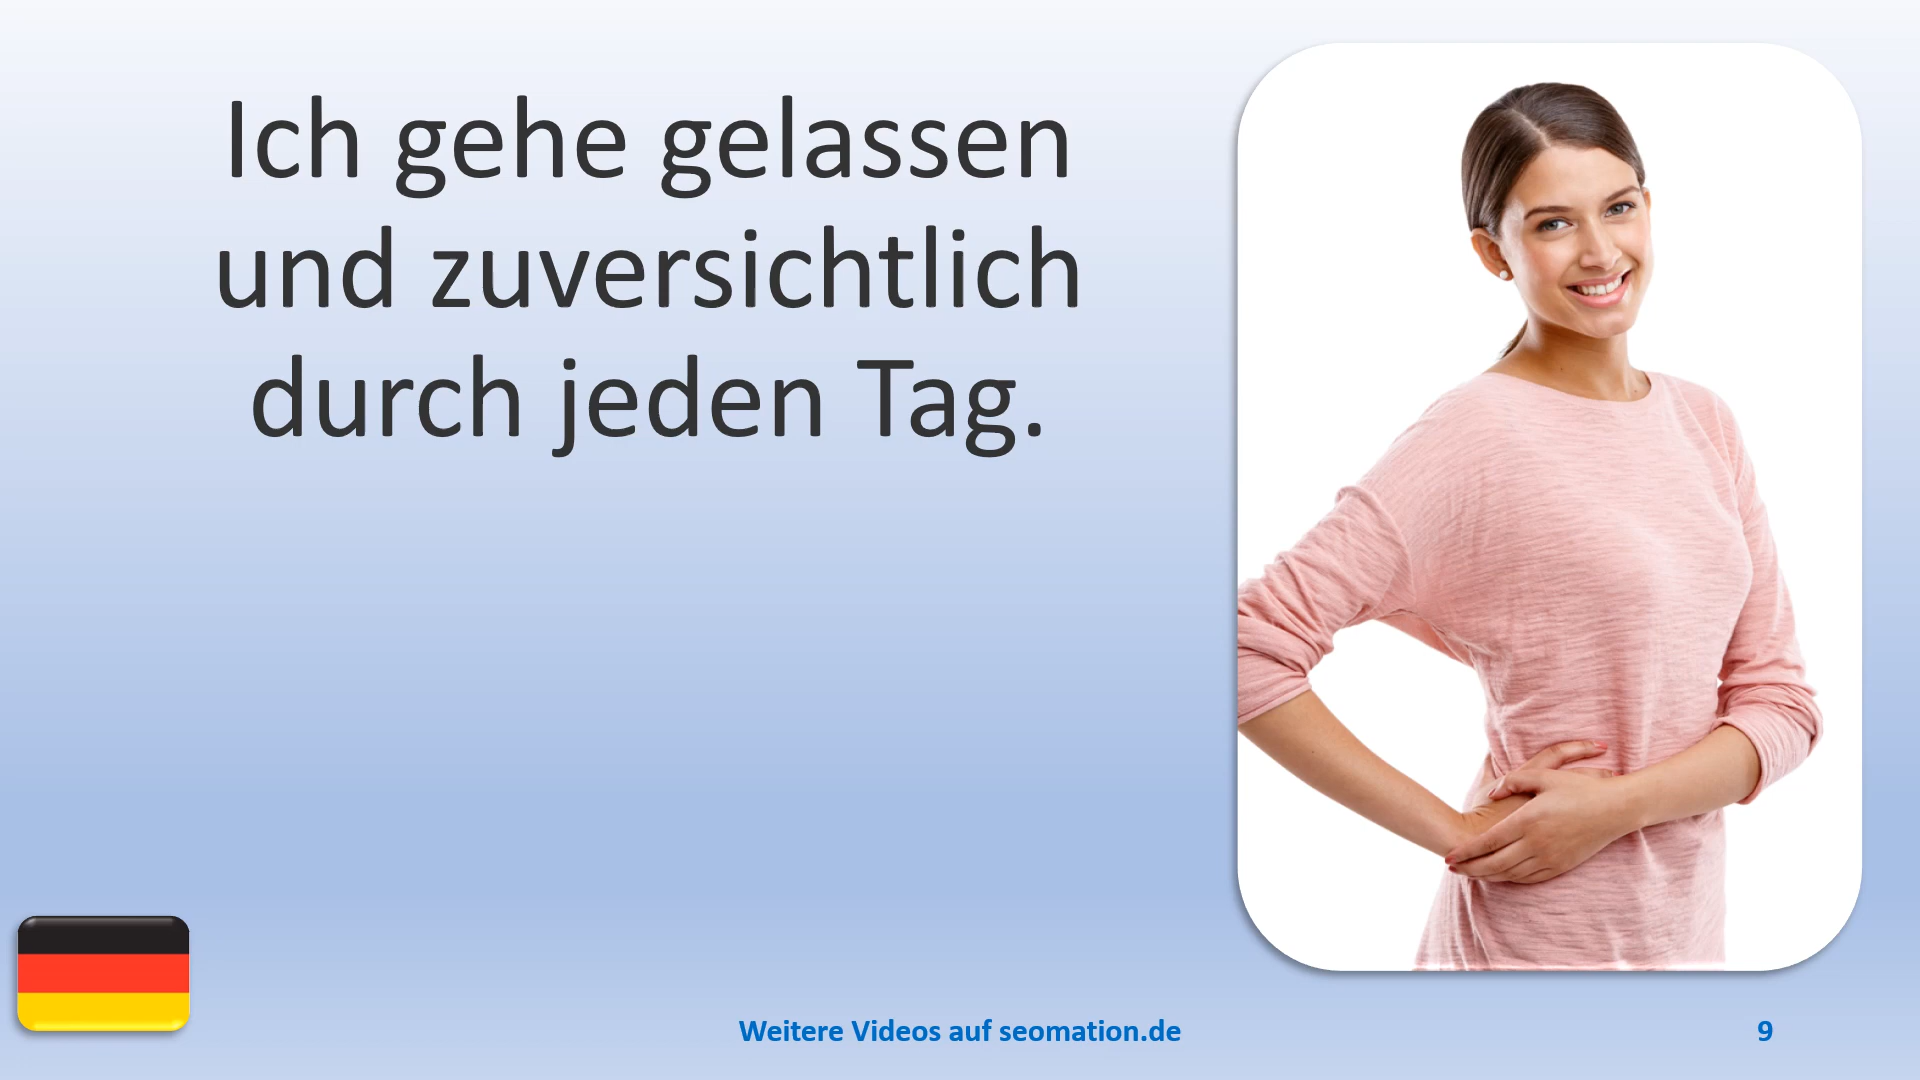 Ich gehe gelassen
und zuversichtlich
durch jeden Tag.
Weitere Videos auf seomation.de
9